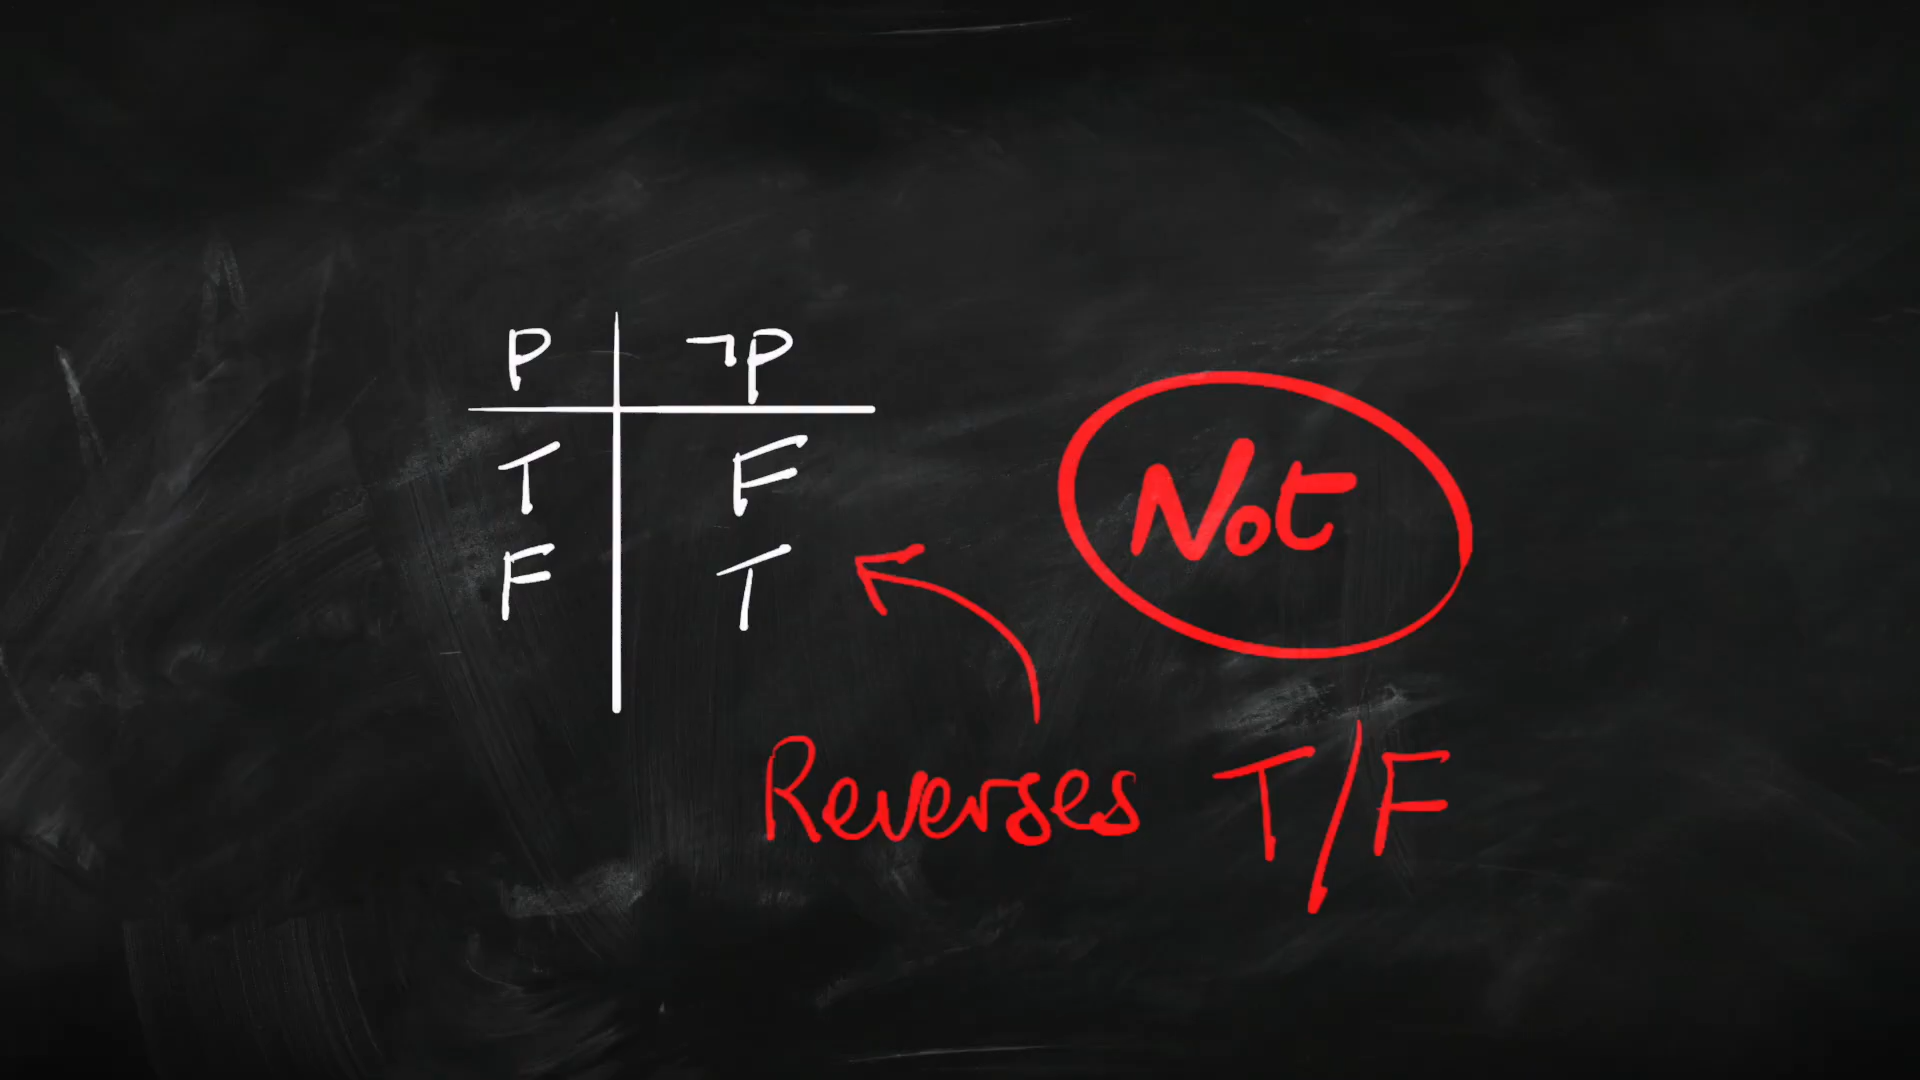 P ¬P
T F
F T
Not
Reverses T/F